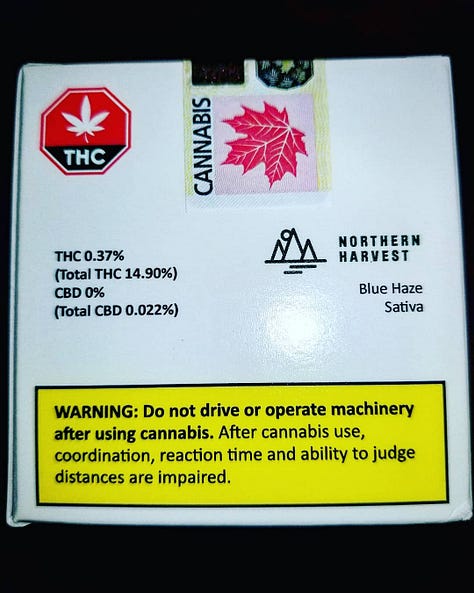 CANNABIS
THC
NORTHERN
HARVEST
Blue Haze
Sativa
THC 0.37%
(Total THC 14.90%)
CBD 0%
(Total CBD 0.022%)
WARNING: Do not drive or operate machinery
after using cannabis. After cannabis use,
coordination, reaction time and ability to judge
distances are impaired.